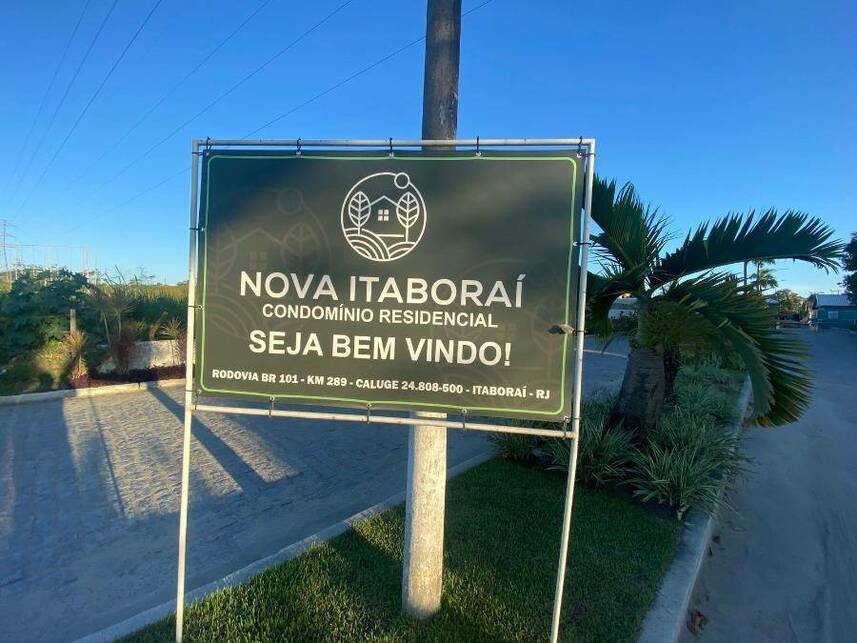 NOVA ITABORAÍ
CONDOMÍNIO RESIDENCIAL
SEJA BEM VINDO!
RODOVIA BR 101 - KM 289 - CALUGE 24.808-500 - ITABORAÍ - RJ